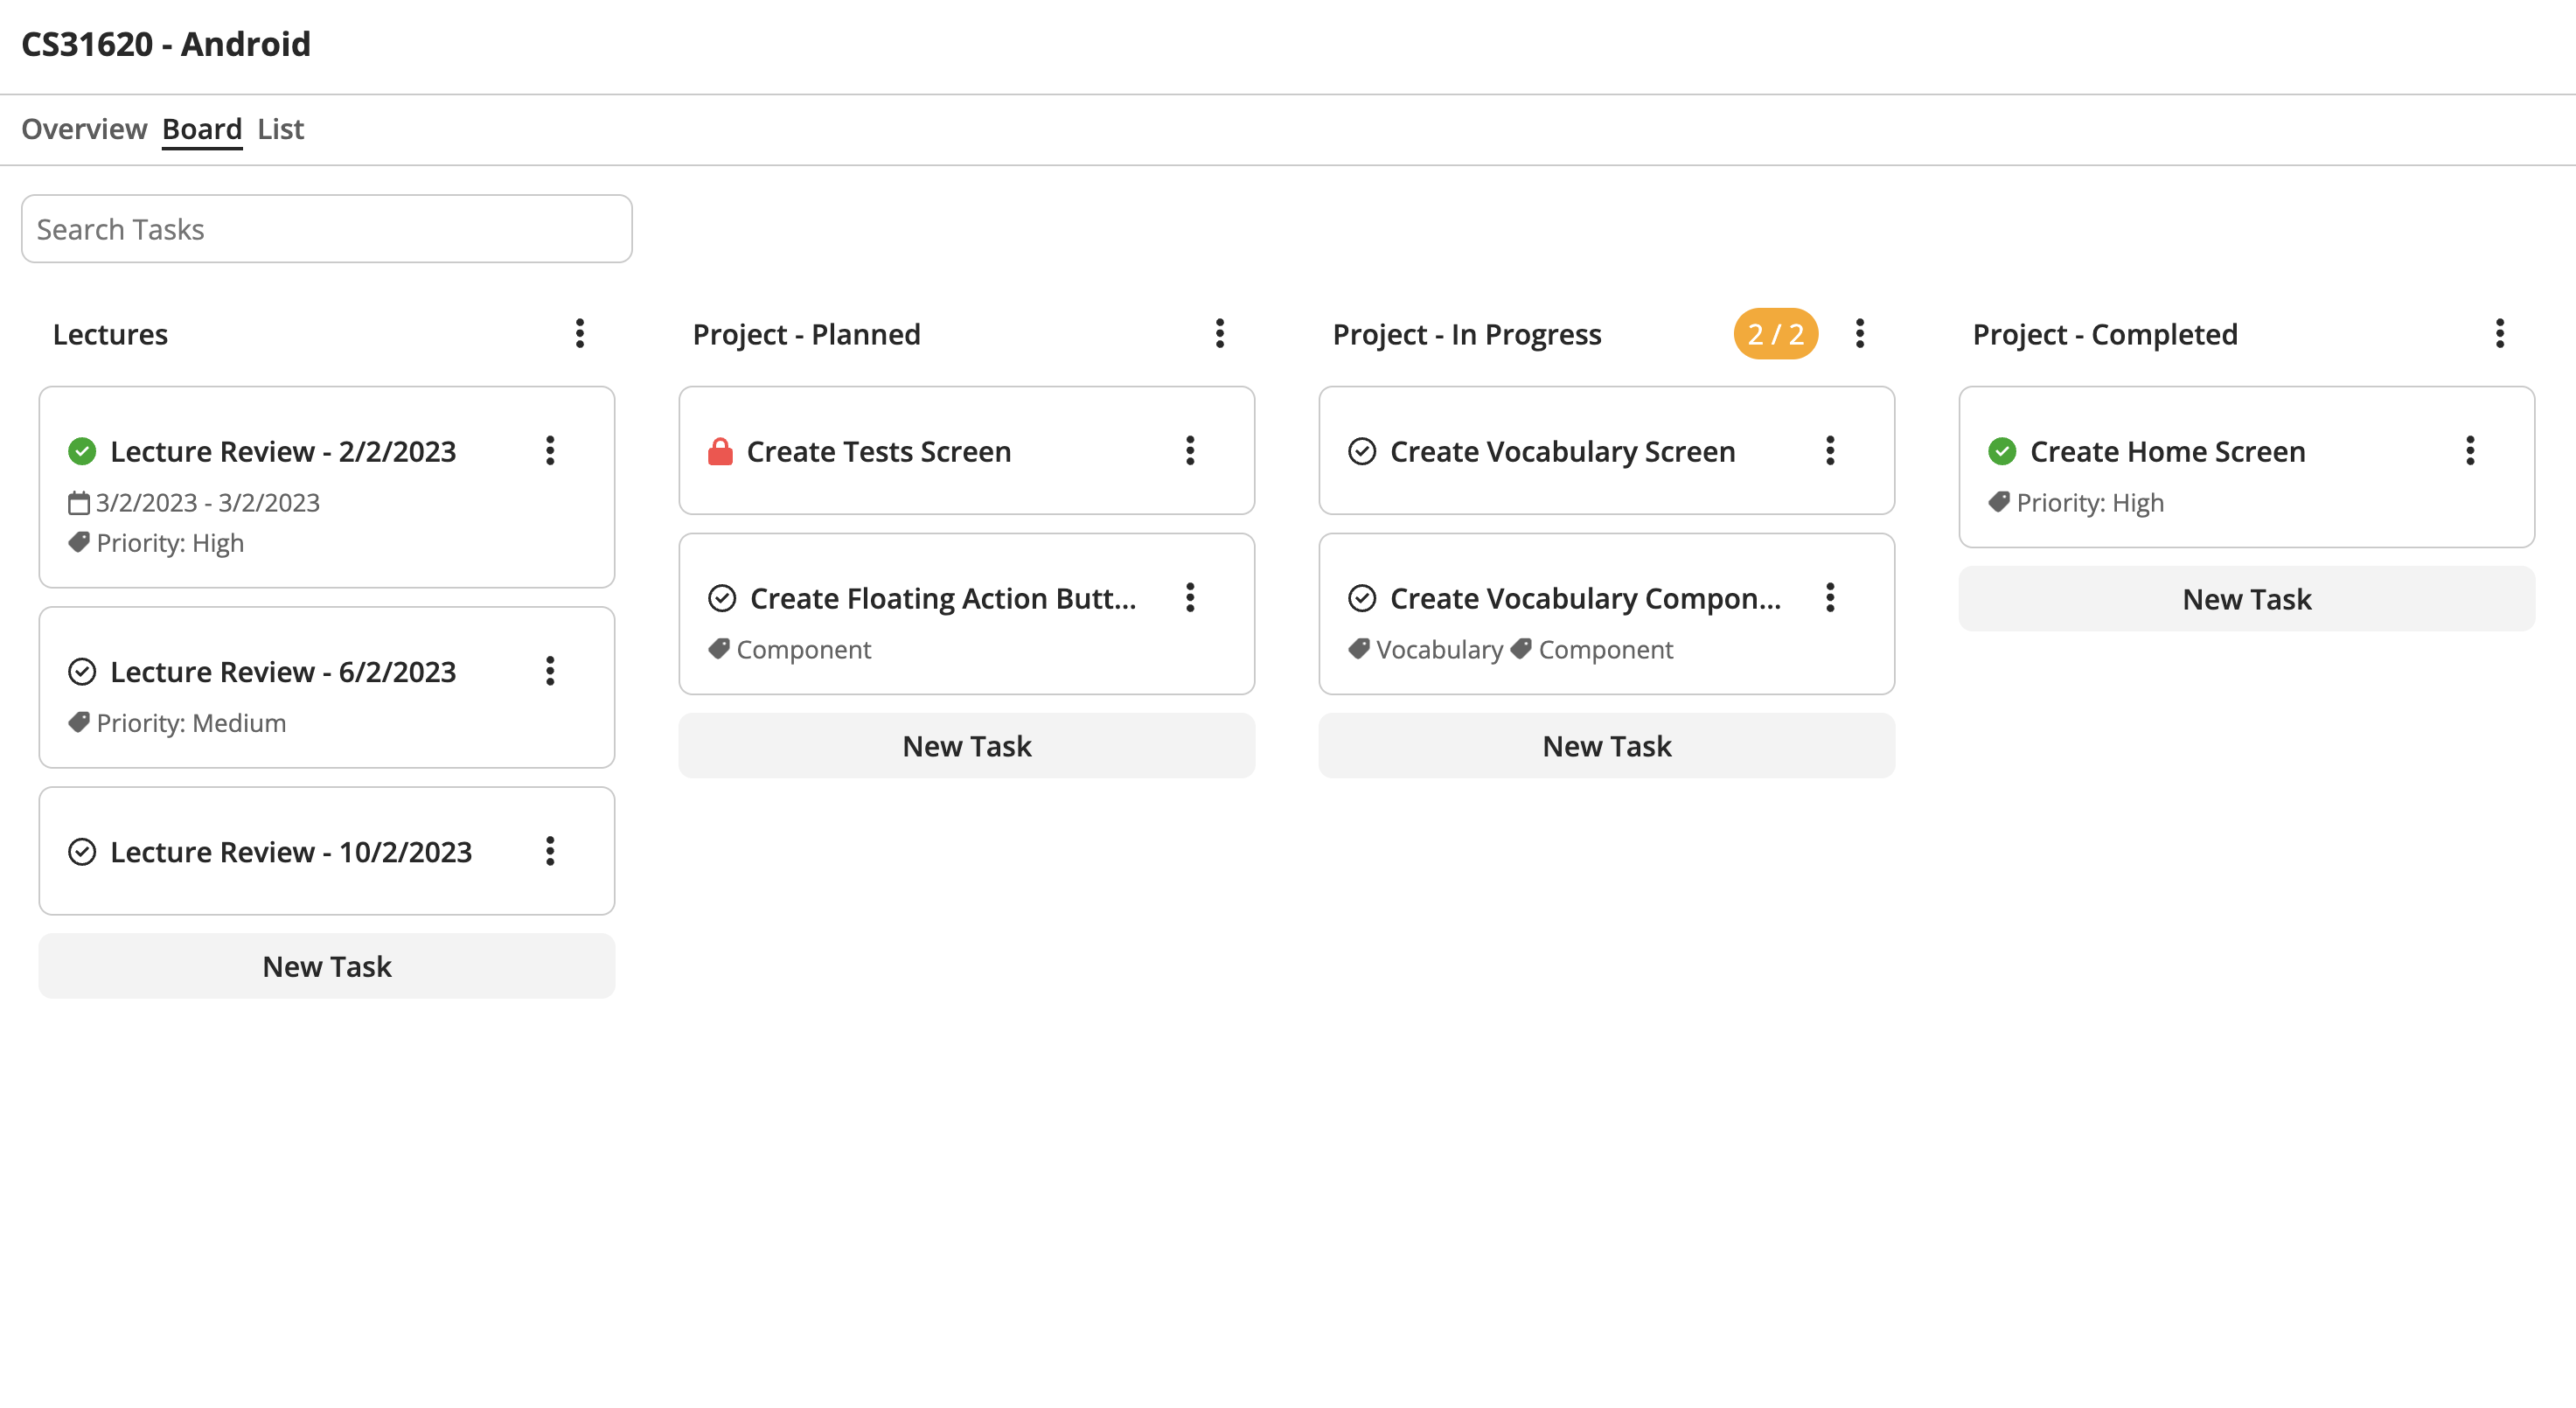 CS31620 - Android
Overview Board List
Search Tasks
Lectures
Lecture Review - 2/2/2023
3/2/2023 - 3/2/2023
Priority: High
Lecture Review - 6/2/2023
Priority: Medium
Lecture Review - 10/2/2023
New Task
Project - Planned
Create Tests Screen
Create Floating Action Butt...
Component
New Task
Project - In Progress
2 / 2
Create Vocabulary Screen
Create Vocabulary Compon...
Vocabulary Component
New Task
Project - Completed
Create Home Screen
Priority: High
New Task